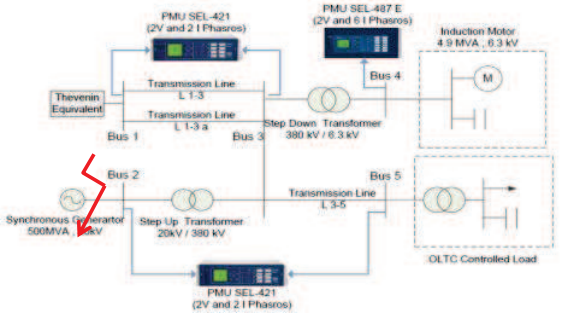 PMU SEL-421
(2V and 2 I Phasros)
PMU SEL-487 E
(2V and 6 I Phasros)
Induction Motor
4.9 MVA , 6.3 kV
M
Bus 4
Transmission Line
L 1-3
Thevenin
Equivalent
Transmission Line
L 1-3 a
Bus 1
Bus 3
Step Down Transformer
380 kV / 6.3 kV
Bus 2
Bus 5
Transmission Line
L 3-5
Synchronous
500MVA ,
Step Up Transformer
20kV / 380 kV
OLTC Controlled Load
PMU SEL-421
(2V and 2 I Phasros)